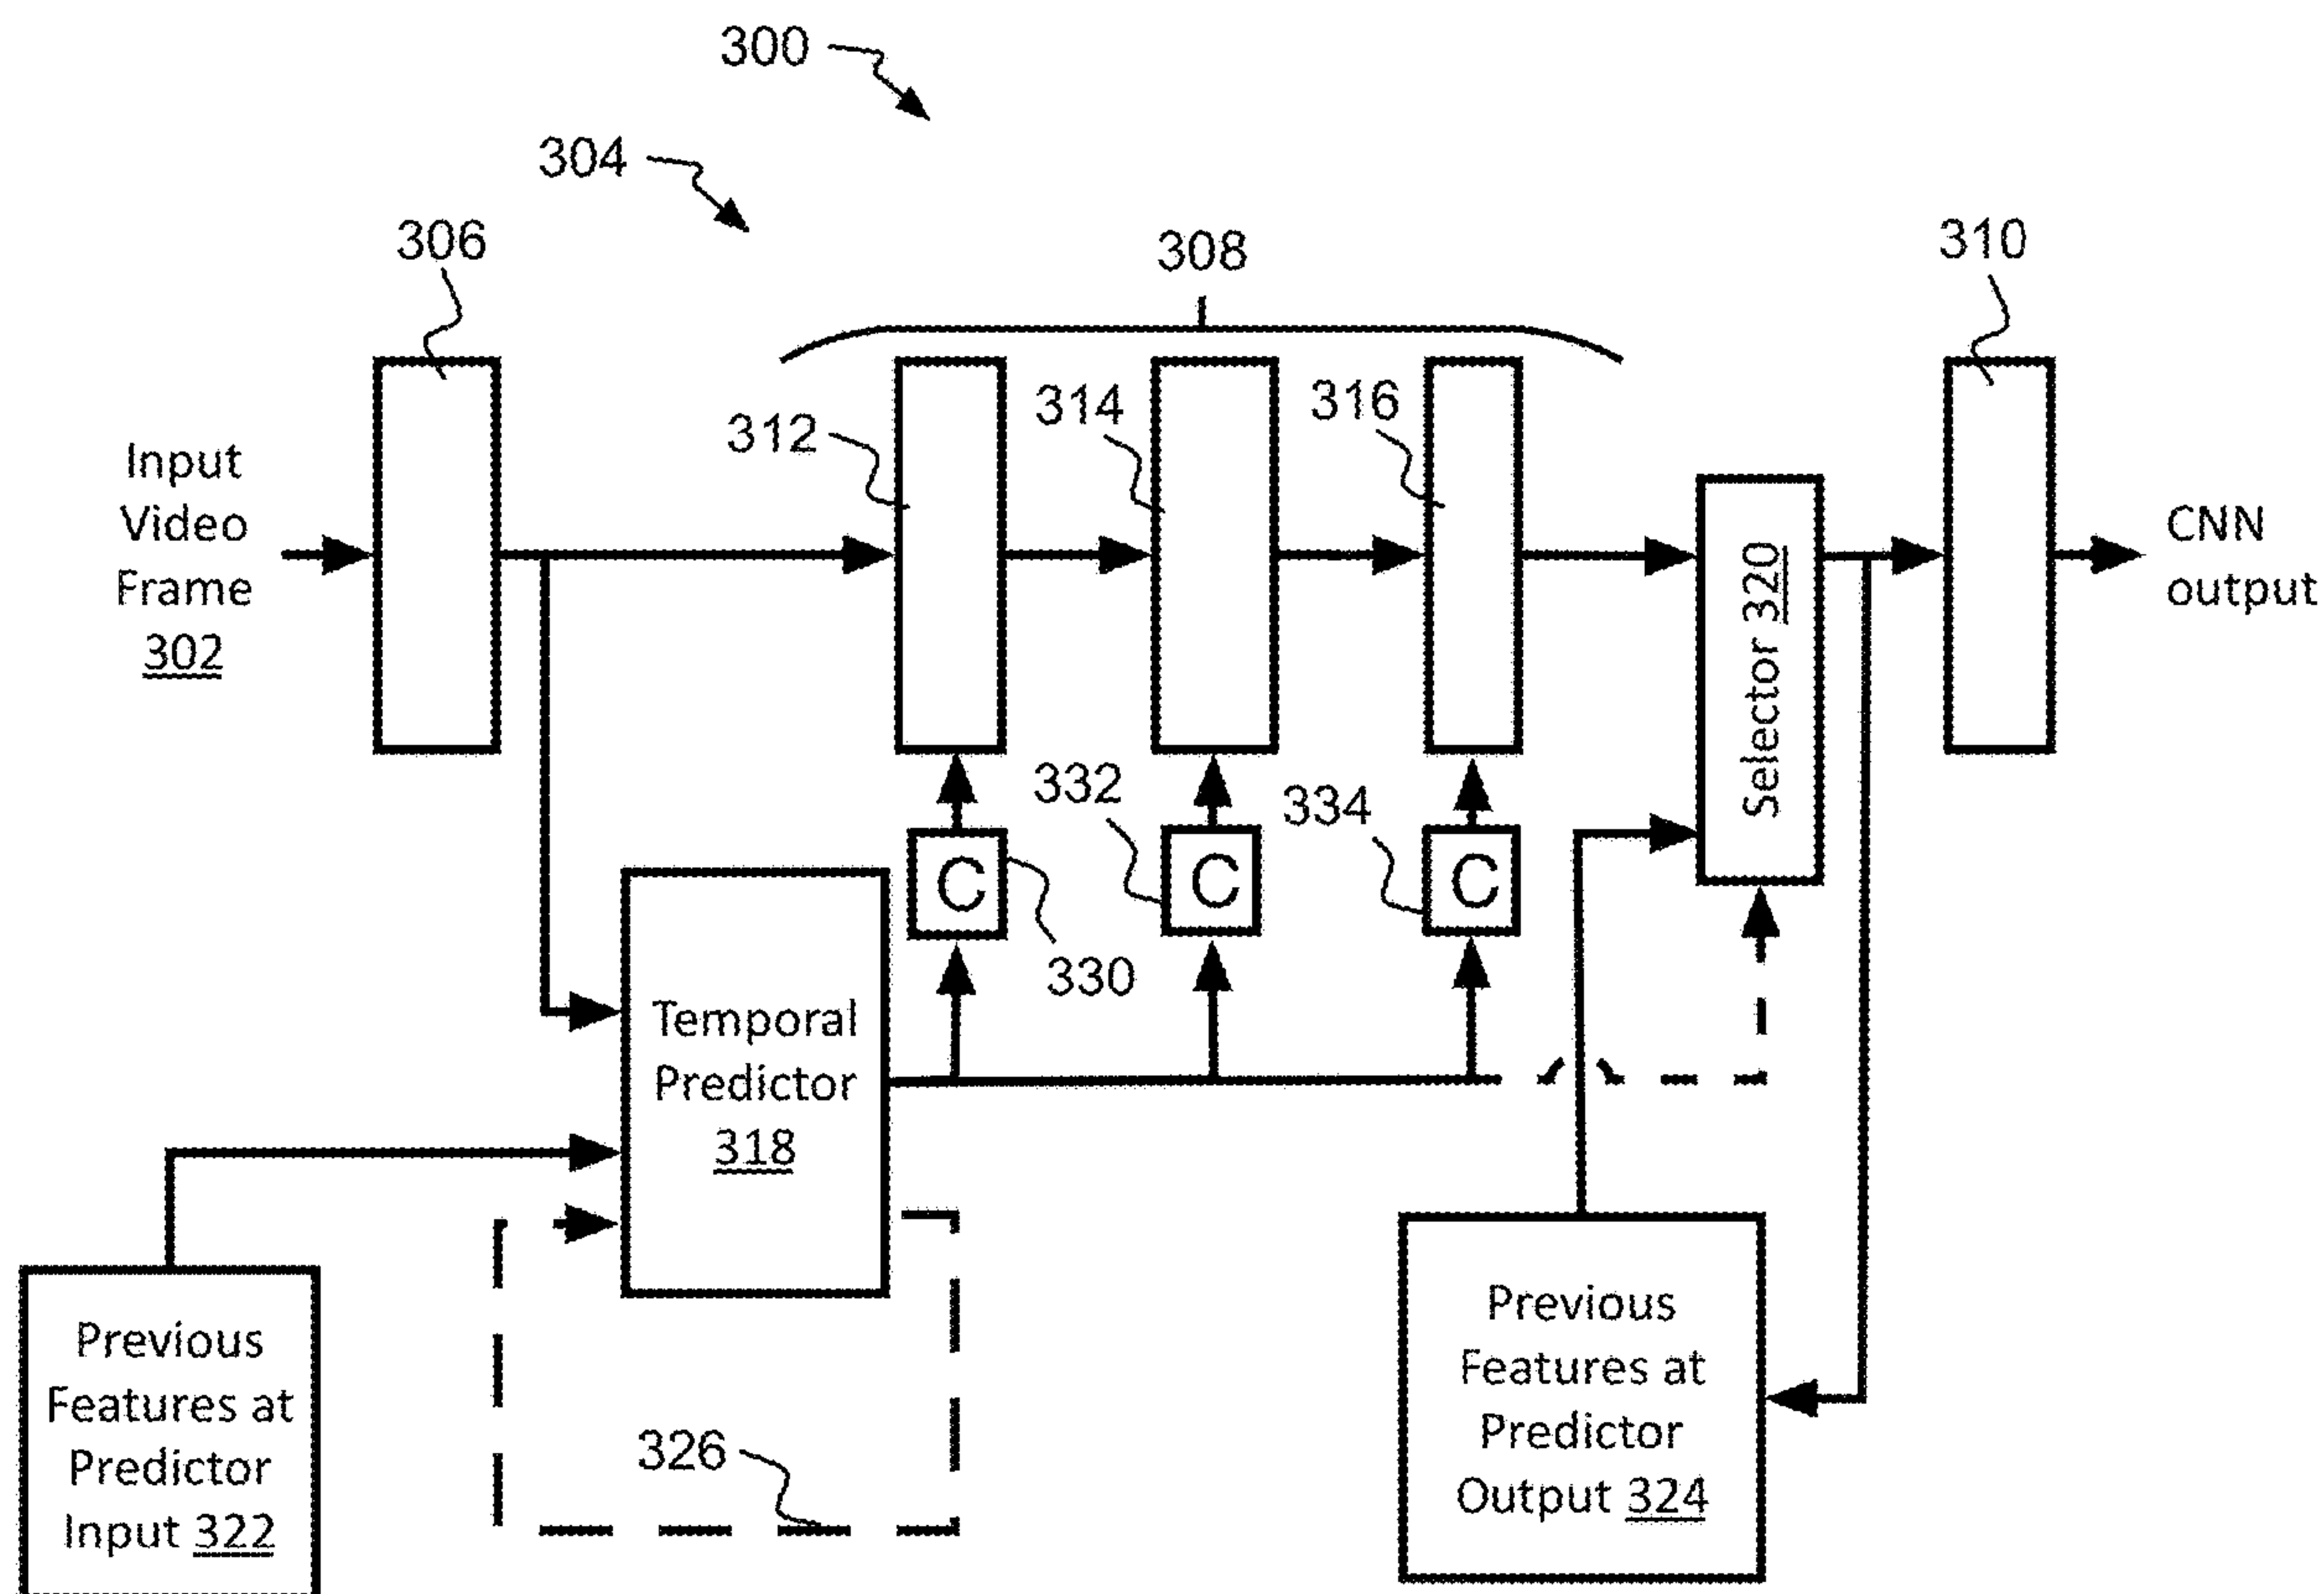 300
304
306
308
310
312
314
316
Input
Video
Frame
302
CNN
output
Selector 320
332
334
C
C
C
330
Temporal
Predictor
318
Previous
Features at
Predictor
Input 322
326
Previous
Features at
Predictor
Output 324